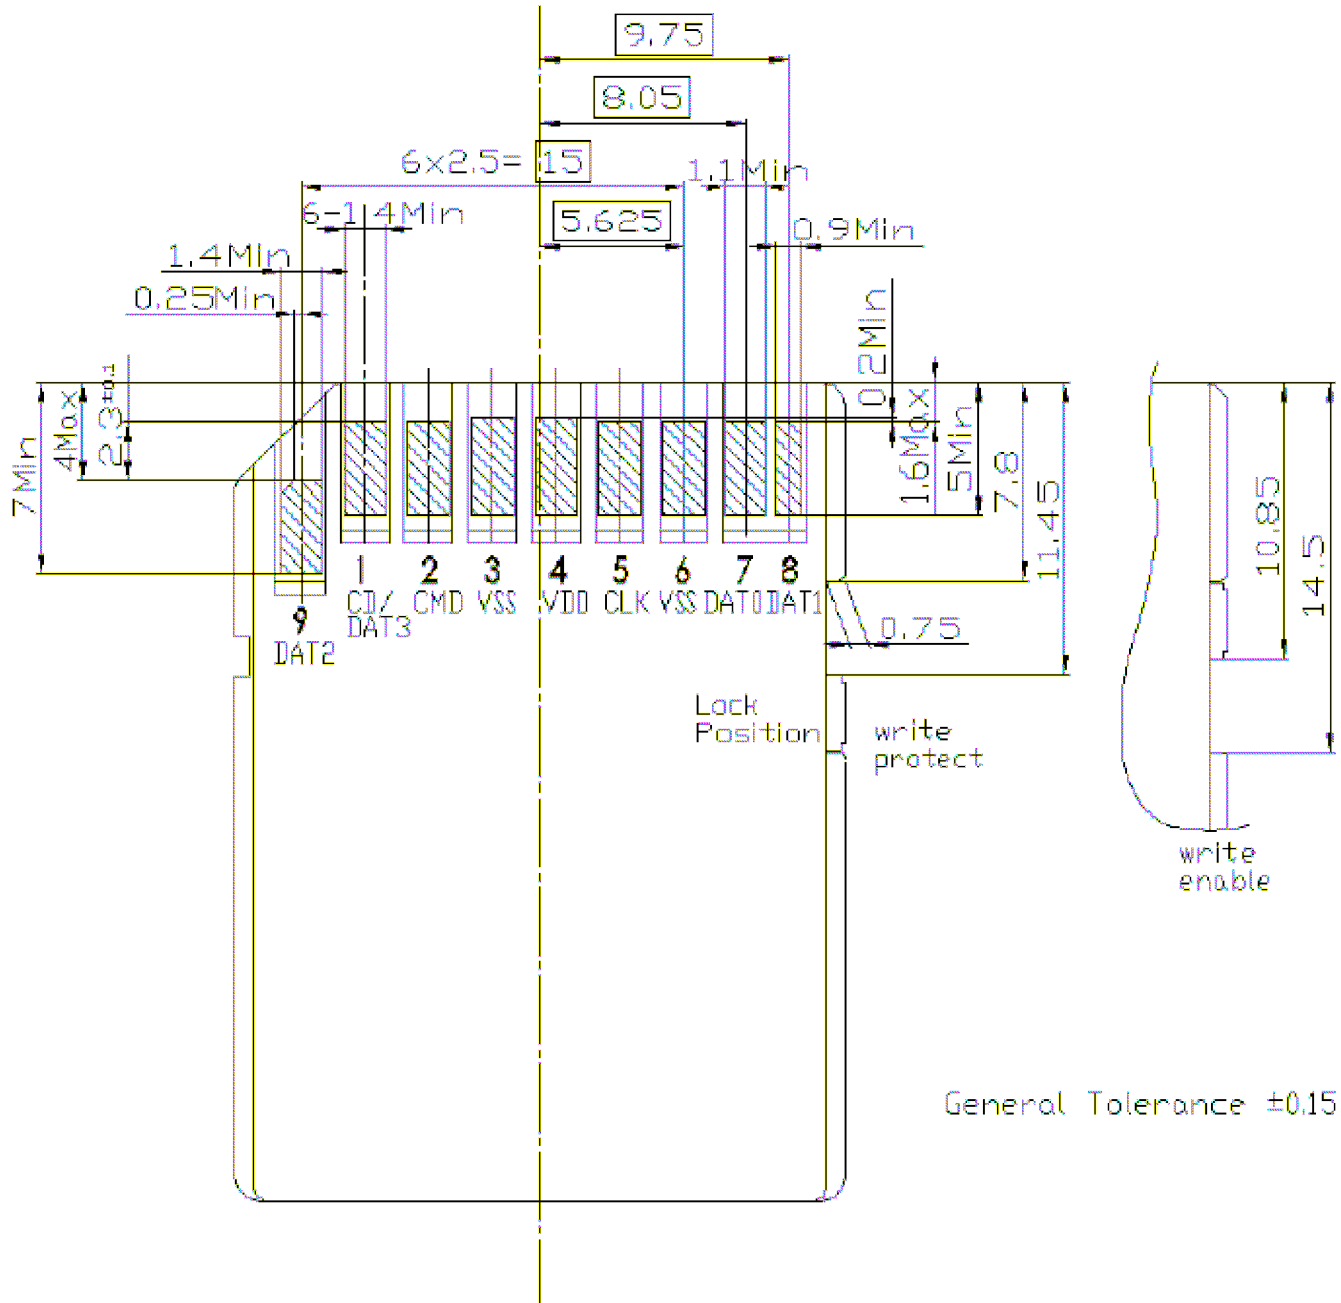 9.75
8.05
6x2.5= 15
1.1Min
6-1.4Min
5.625
0.9Min
1.4Min
0.25Min
0.2Min
7Min
4Max
2.3±0.1
1.6Max
5Min
7.8
11.45
10.85
14.5
1 2 3 4 5 6 7 8
CD/ CMD VSS VDD CLK VSS DAT0 DAT1
DAT3
9
DAT2
0.75
Lock
Position
write
protect
write
enable
General Tolerance ±0.15